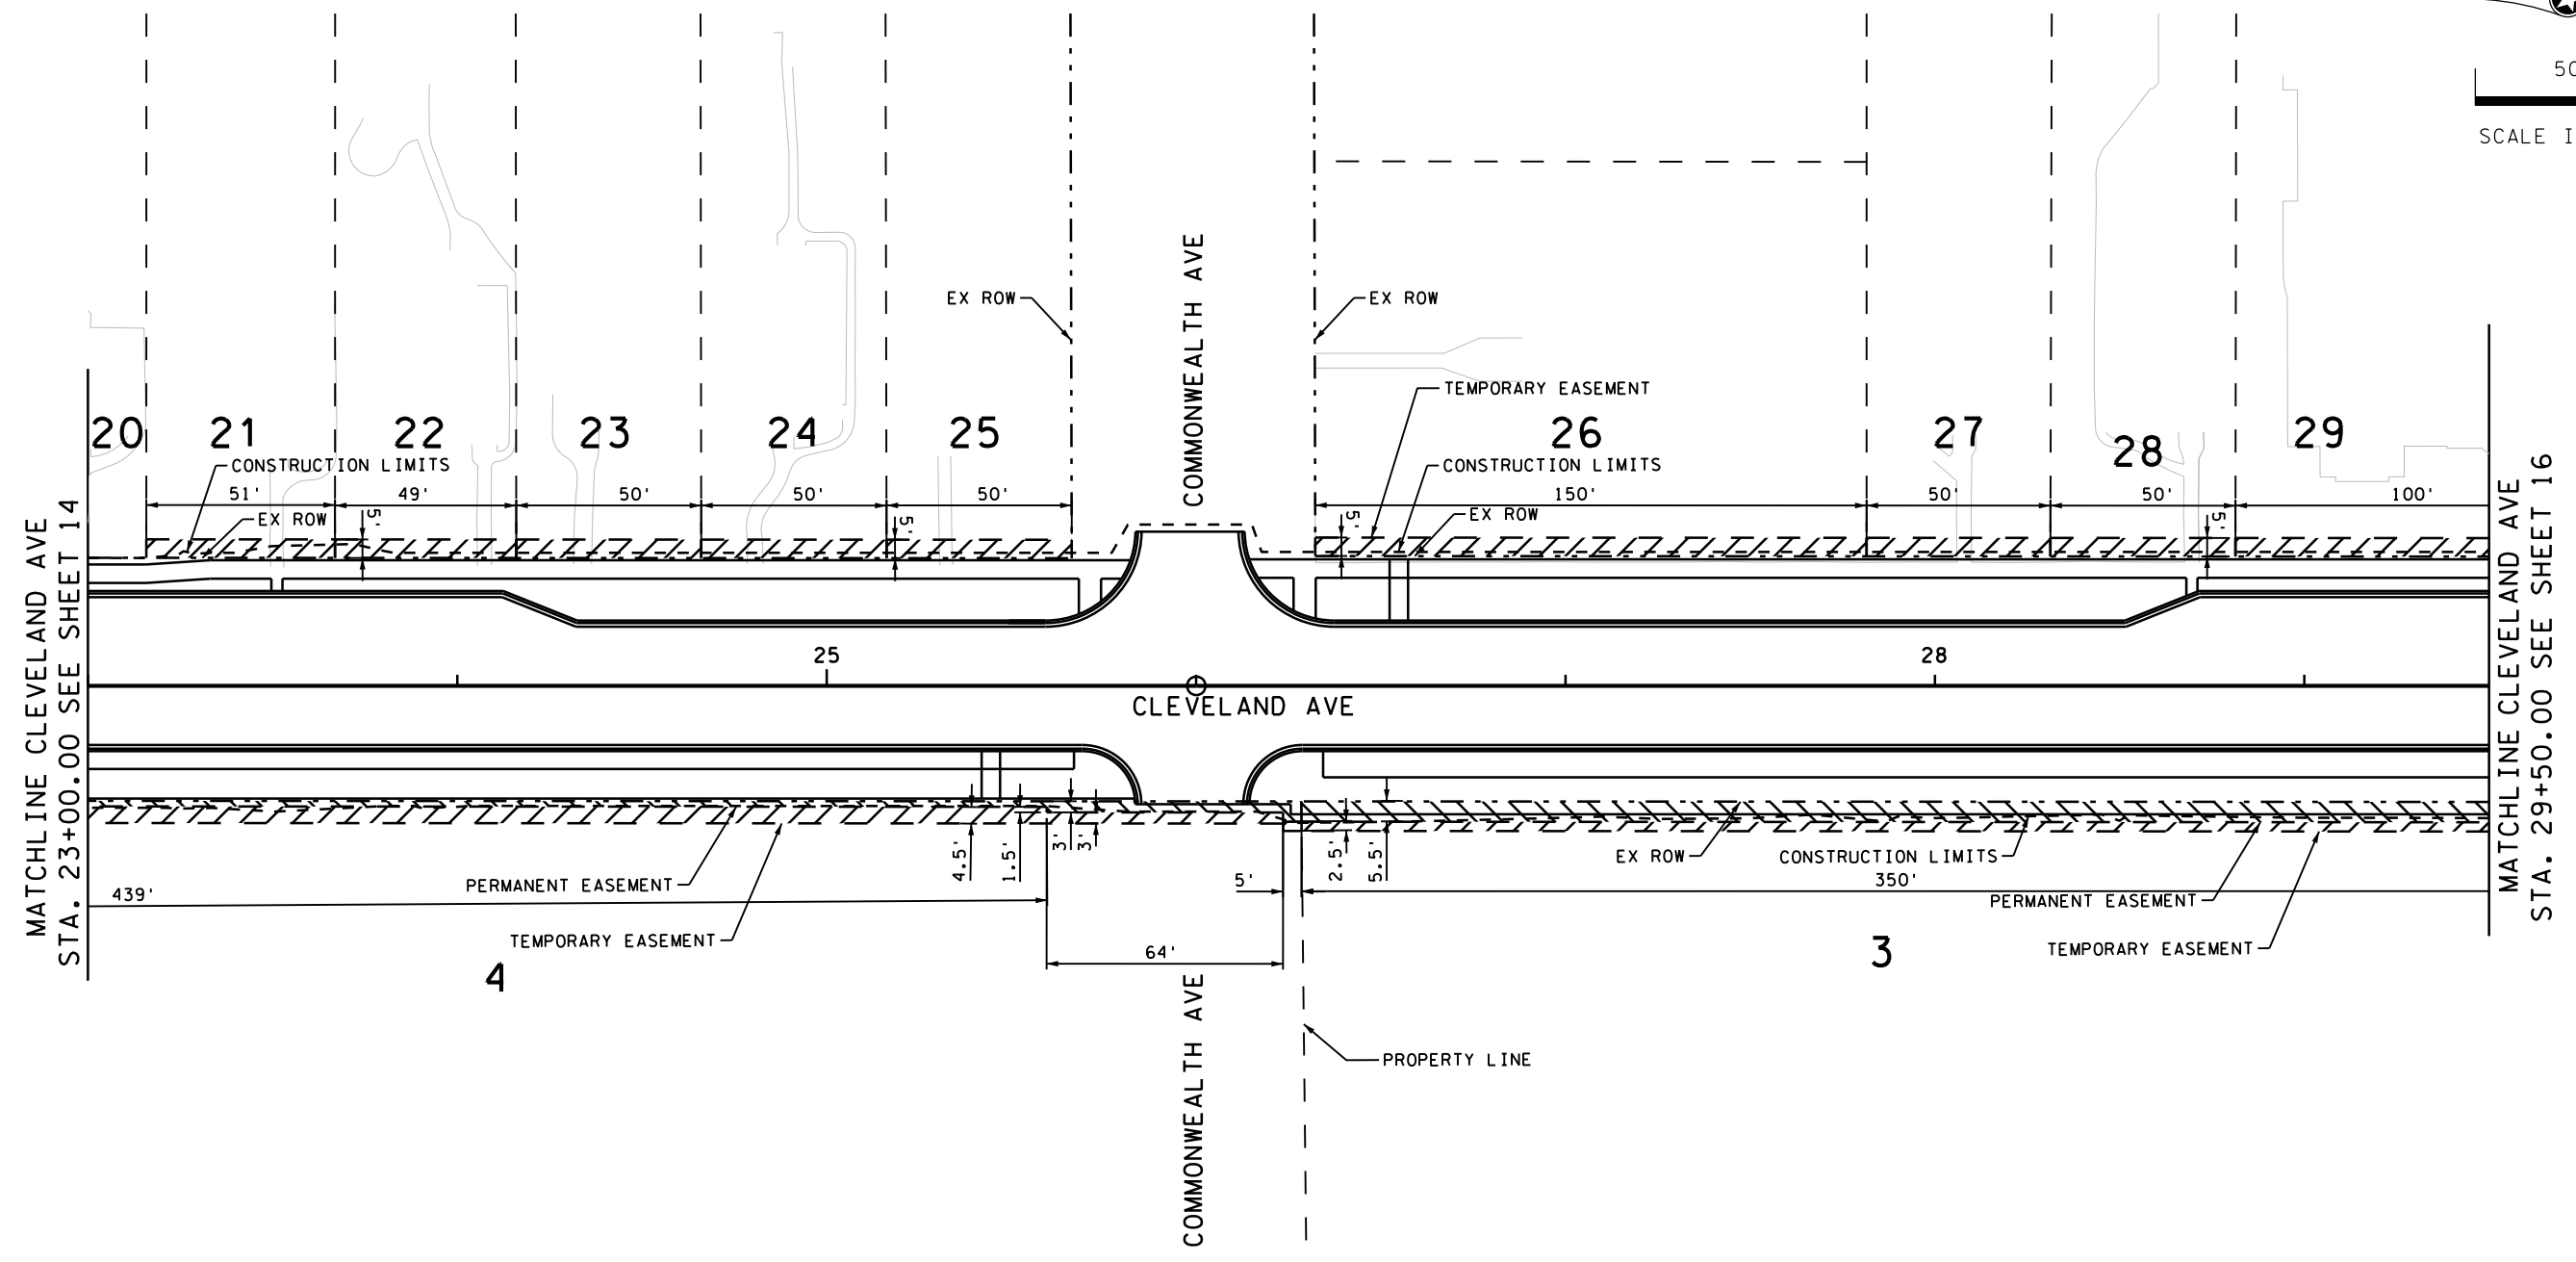 50
SCALE I
COMMONWEALTH AVE
EX ROW
EX ROW
TEMPORARY EASEMENT
20
21
22
23
24
25
26
27
28
29
CONSTRUCTION LIMITS
CONSTRUCTION LIMITS
51'
49'
50'
50'
50'
150'
50'
50'
100'
EX ROW
5'
5'
5'
EX ROW
5'
MATCHLINE CLEVELAND AVE
STA. 23+00.00 SEE SHEET 14
MATCHLINE CLEVELAND AVE
STA. 29+50.00 SEE SHEET 16
25
28
CLEVELAND AVE
4.5'
1.5'
3'
3'
2.5'
5.5'
EX ROW
CONSTRUCTION LIMITS
PERMANENT EASEMENT
439'
5'
350'
PERMANENT EASEMENT
TEMPORARY EASEMENT
TEMPORARY EASEMENT
64'
4
3
COMMONWEALTH AVE
PROPERTY LINE